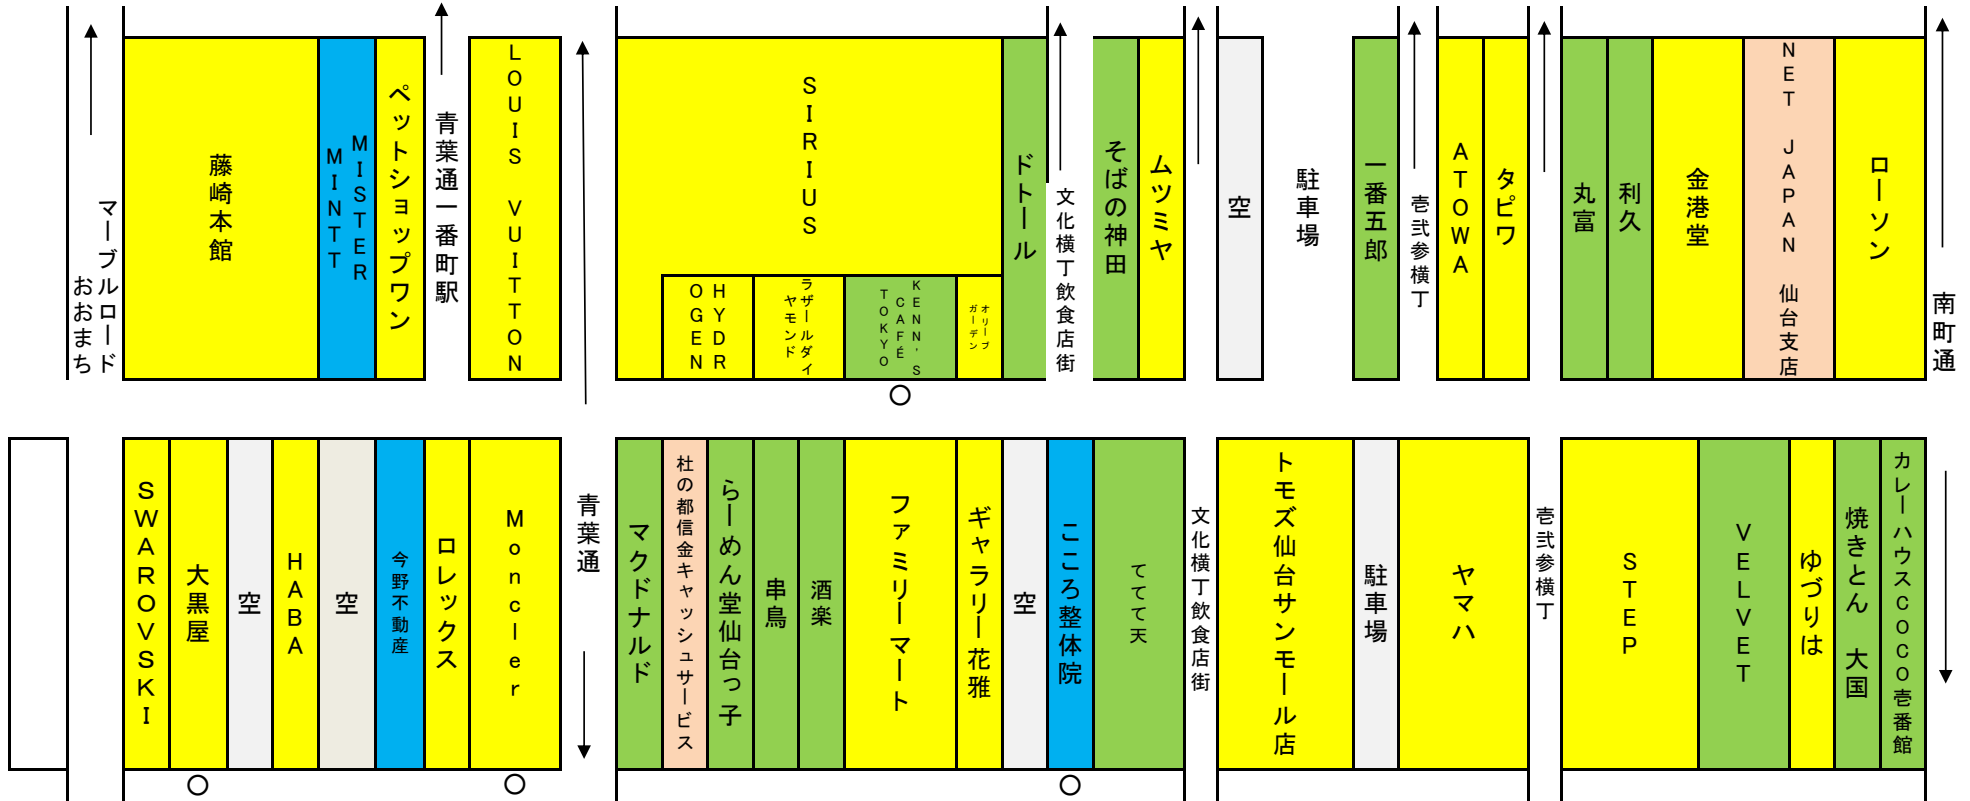 マーブルロード
おおまち
藤崎本館
MISTER
MINTT
ペットショップワン
青葉通一番町駅
LOUIS VUITTON
SIRIUS
HYDR
OGEN
ラザールダイ
ヤモンド
KENN'S
CAFÉ
TOKYO
オリーブ
ガーデン
ドトール
文化横丁飲食店街
そばの神田
ムツミヤ
空
駐車場
一番五郎
壱弐参横丁
ATOWA
タピワ
丸富
利久
金港堂
NET JAPAN 仙台支店
ローソン
南町通
SWAROVSKI
大黒屋
空
HABA
空
今野不動産
ロレックス
Moncler
青葉通
マクドナルド
杜の都信金キャッシュサービス
らーめん堂仙台っ子
串鳥
酒楽
ファミリーマート
ギャラリー花雅
空
こころ整体院
ててて天
文化横丁飲食店街
トモズ仙台サンモール店
駐車場
ヤマハ
壱弐参横丁
STEP
VELVET
ゆづりは
焼きとん 大国
カレーハウスCOCO壱番館